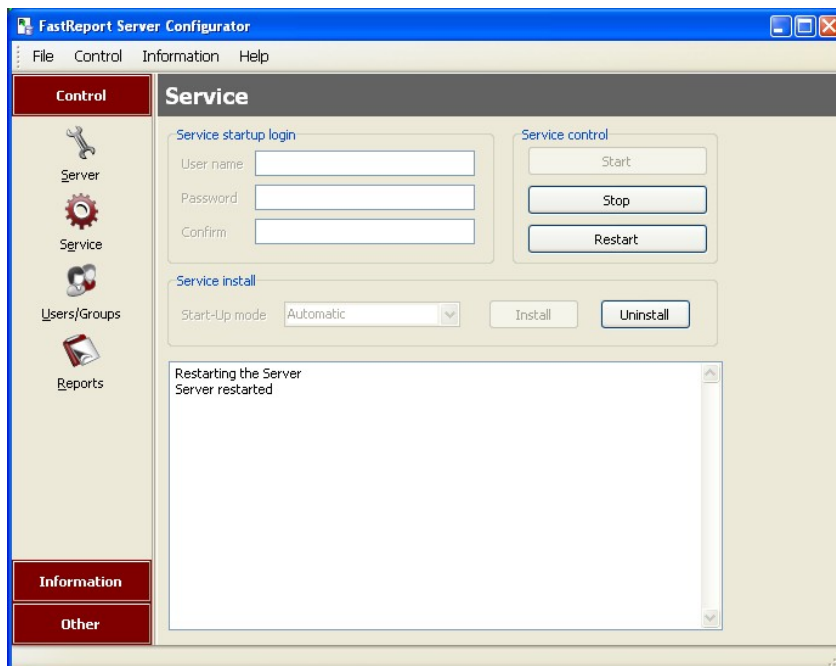 FastReport Server Configurator
File Control Information Help
Control
Server
Service
Users/Groups
Reports
Information
Other
Service
Service startup login
User name
Password
Confirm
Service control
Start
Stop
Restart
Service install
Start-Up mode Automatic Install Uninstall
Restarting the Server
Server restarted